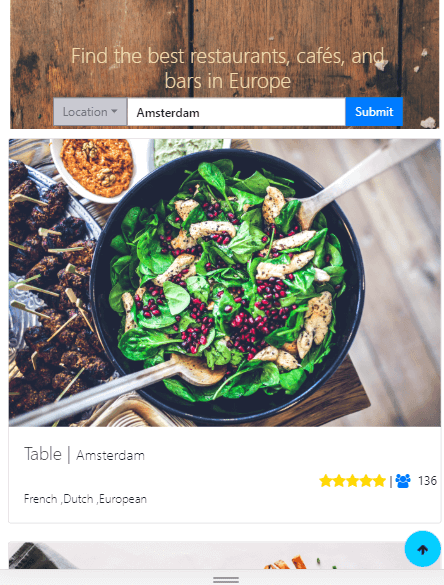 Find the best restaurants, cafés, and
bars in Europe
Location Amsterdam Submit
Table | Amsterdam
| 136
French ,Dutch ,European